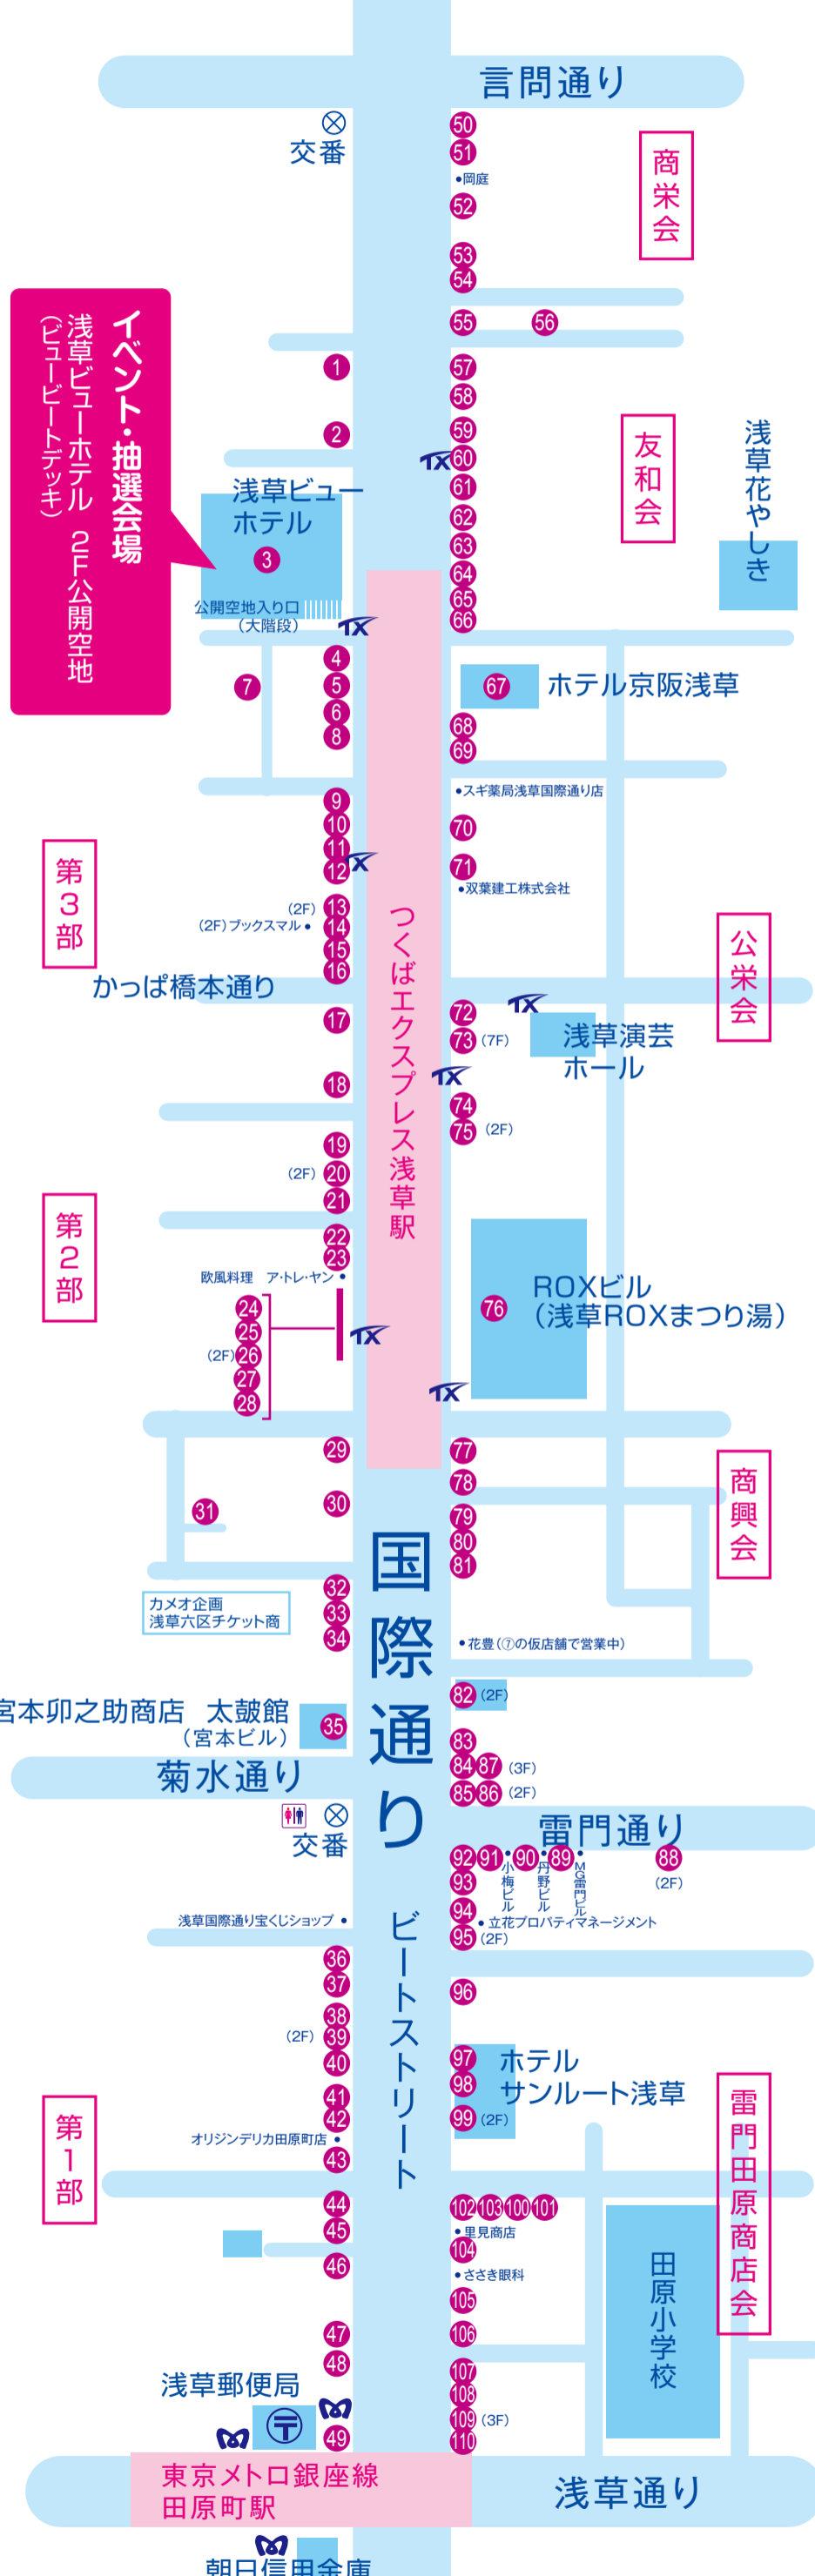 言問通り
交番
50
51
•岡庭
52
53
54
55
56
商栄会
イベント・抽選会場
浅草ビューホテル 2F公開空地
(ビュービートデッキ)
1
2
57
58
59
TX
60
61
62
63
64
65
66
友和会
浅草花やしき
浅草ビュー
ホテル
3
公開空地入り口
(大階段)
TX
4
5
6
7
8
67
ホテル京阪浅草
68
69
•スギ薬局浅草国際通り店
9
10
11
12
TX
70
71
•双葉建工株式会社
第3部
(2F)
13
(2F)ブックスマル•
14
15
16
つくばエクスプレス浅草駅
公栄会
かっぱ橋本通り
17
18
72
TX
73
(7F)
浅草演芸
ホール
TX
74
75
(2F)
19
(2F)
20
21
第2部
22
23
欧風料理 ア・トレ・ヤン •
24
25
(2F)
26
27
28
TX
76
ROXビル
(浅草ROXまつり湯)
TX
29
30
31
77
78
79
80
81
商興会
国際通り
32
33
34
カメオ企画
浅草六区チケット商
•花豊(⑦の仮店舗で営業中)
82
(2F)
宮本卯之助商店 太鼓館
(宮本ビル)
35
83
84
87
(3F)
85
86
(2F)
菊水通り
交番
雷門通り
92
91
•小梅ビル
90
•丹野ビル
89
•MG雷門ビル
88
(2F)
93
94
•立花プロパティマネージメント
95
(2F)
浅草国際通り宝くじショップ •
ビートストリート
36
37
38
(2F)
39
40
41
42
オリジンデリカ田原町店 •
43
96
97
98
99
(2F)
ホテル
サンルート浅草
第1部
雷門田原商店会
44
45
46
47
48
102
103
100
101
•里見商店
104
•ささき眼科
105
106
107
108
109
(3F)
110
田原小学校
浅草郵便局
〒
49
東京メトロ銀座線
田原町駅
浅草通り
朝日信用金庫